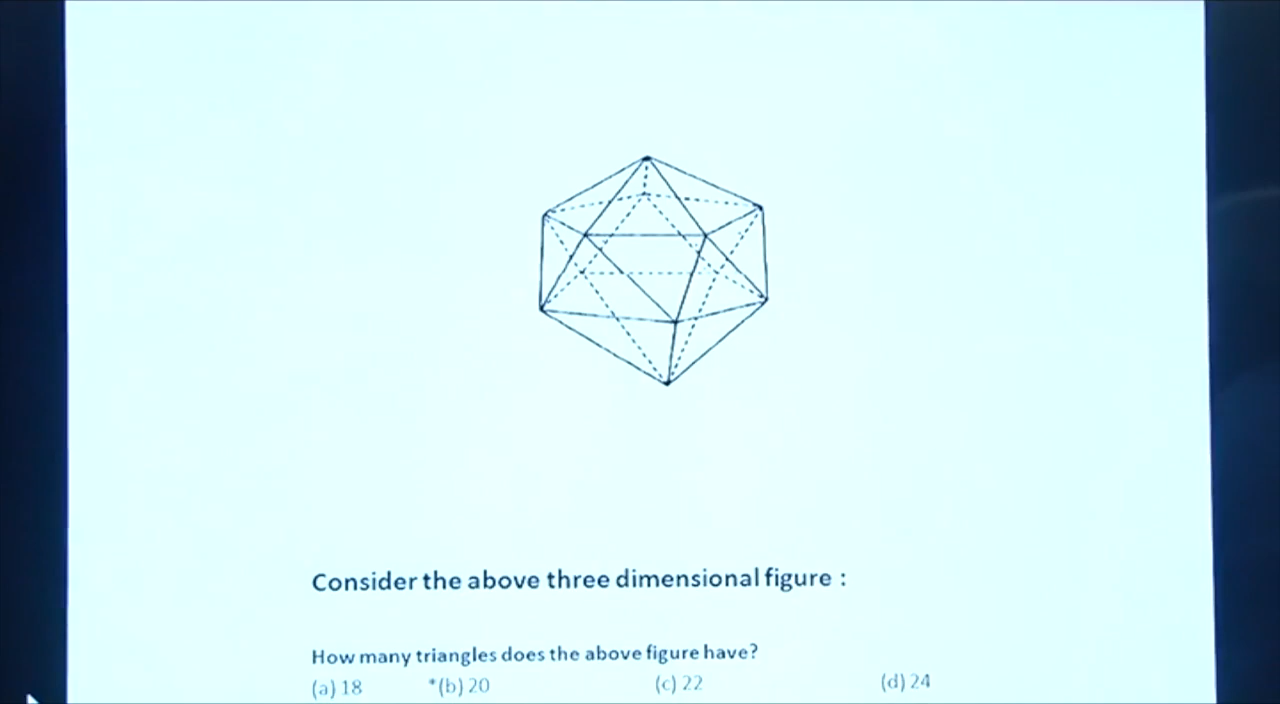 Consider the above three dimensional figure :
How many triangles does the above figure have?
(a) 18 *(b) 20 (c) 22 (d) 24